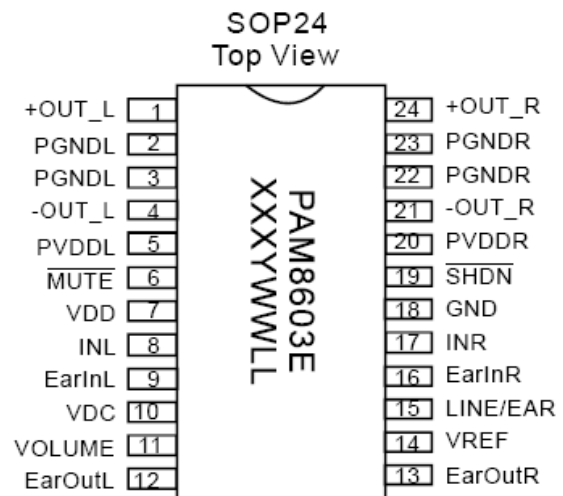 SOP24
Top View
+OUT_L 1
PGNDL 2
PGNDL 3
-OUT_L 4
PVDDL 5
MUTE 6
VDD 7
INL 8
EarInL 9
VDC 10
VOLUME 11
EarOutL 12
PAM8603E
XXXYWWLL
24 +OUT_R
23 PGNDR
22 PGNDR
21 -OUT_R
20 PVDDR
19 SHDN
18 GND
17 INR
16 EarInR
15 LINE/EAR
14 VREF
13 EarOutR